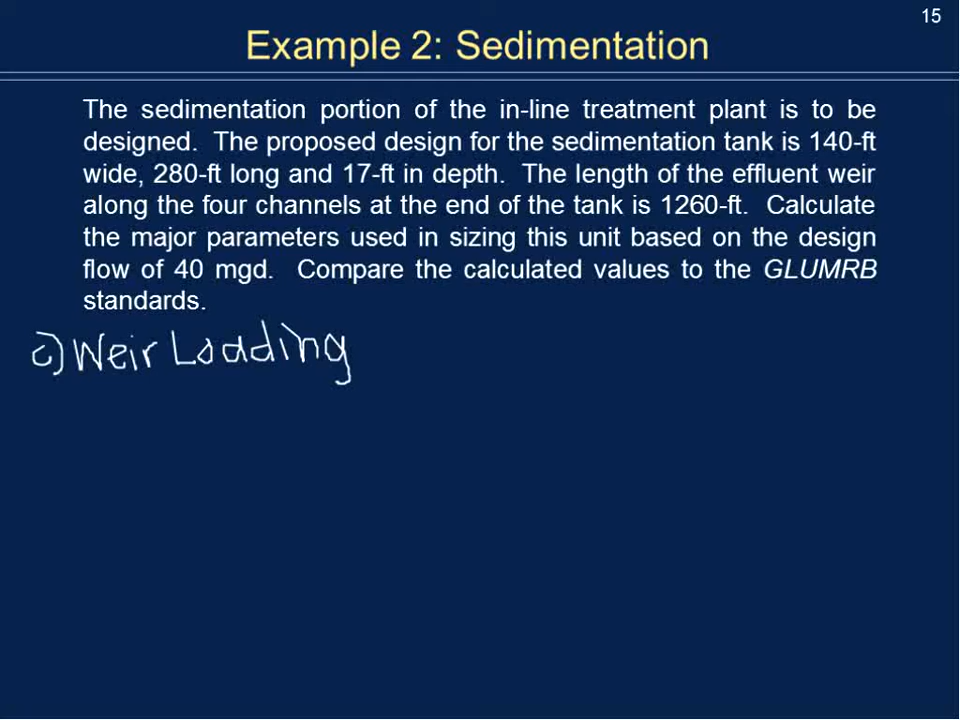 15
Example 2: Sedimentation
The sedimentation portion of the in-line treatment plant is to be
designed. The proposed design for the sedimentation tank is 140-ft
wide, 280-ft long and 17-ft in depth. The length of the effluent weir
along the four channels at the end of the tank is 1260-ft. Calculate
the major parameters used in sizing this unit based on the design
flow of 40 mgd. Compare the calculated values to the GLUMRB
standards.
c) Weir Loading